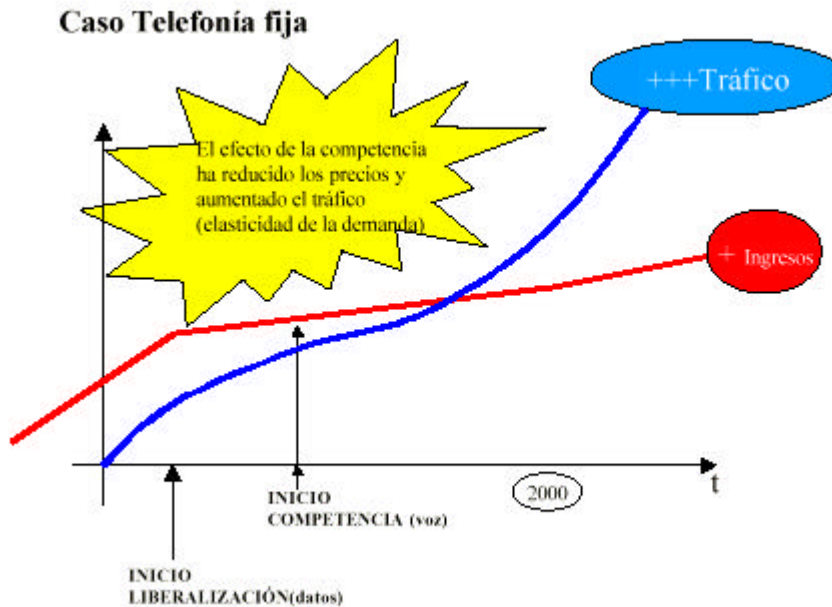 Caso Telefonía fija
+++Tráfico
El efecto de la competencia
ha reducido los precios y
aumentado el tráfico
(elasticidad de la demanda)
+ Ingresos
t
2000
INICIO
COMPETENCIA (voz)
INICIO
LIBERALIZACIÓN(datos)